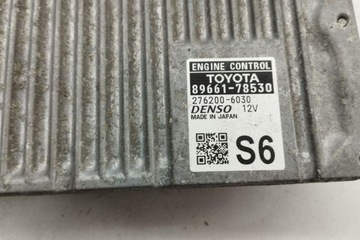 ENGINE CONTROL
TOYOTA
89661-78530
276200-6030
DENSO 12V
MADE IN JAPAN
S6